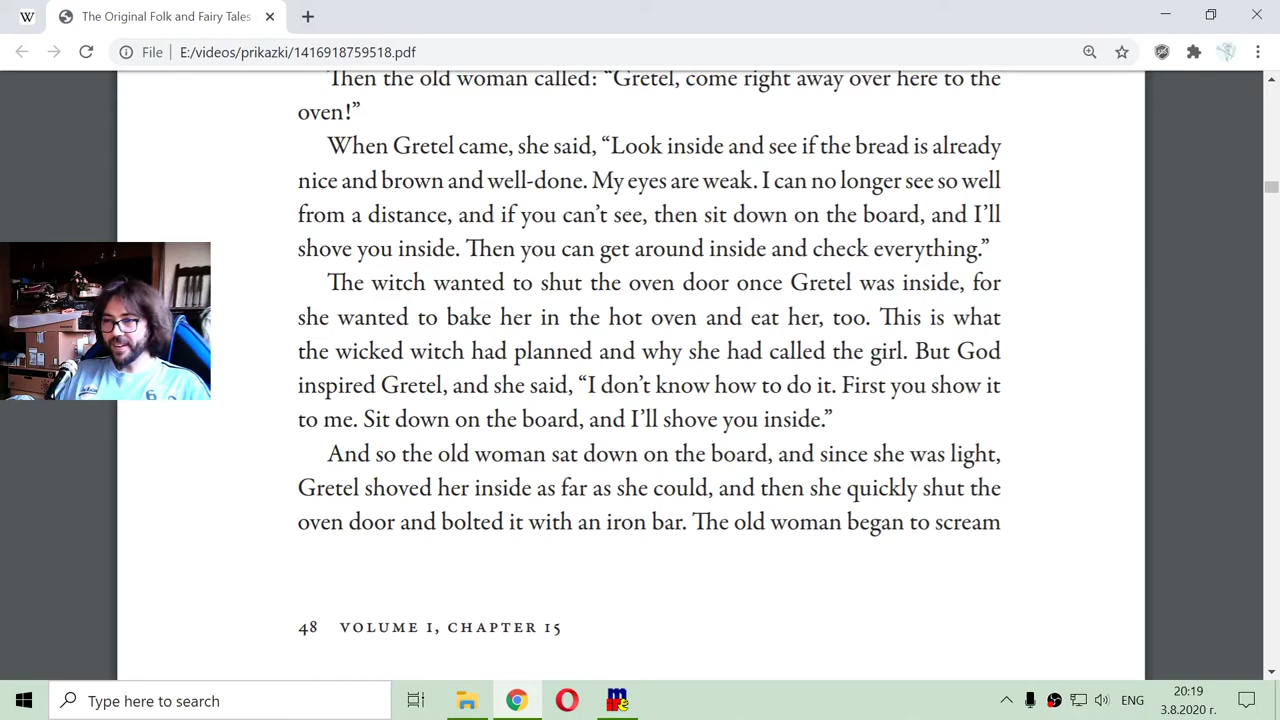 The Original Folk and Fairy Tales
File
E:/videos/prikazki/1416918759518.pdf
Then the old woman called: “Gretel, come right away over here to the
oven!”
When Gretel came, she said, “Look inside and see if the bread is already
nice and brown and well-done. My eyes are weak. I can no longer see so well
from a distance, and if you can’t see, then sit down on the board, and I’ll
shove you inside. Then you can get around inside and check everything.”
The witch wanted to shut the oven door once Gretel was inside, for
she wanted to bake her in the hot oven and eat her, too. This is what
the wicked witch had planned and why she had called the girl. But God
inspired Gretel, and she said, “I don’t know how to do it. First you show it
to me. Sit down on the board, and I’ll shove you inside.”
And so the old woman sat down on the board, and since she was light,
Gretel shoved her inside as far as she could, and then she quickly shut the
oven door and bolted it with an iron bar. The old woman began to scream
48 VOLUME I, CHAPTER 15
Type here to search
ENG
20:19
3.8.2020 г.